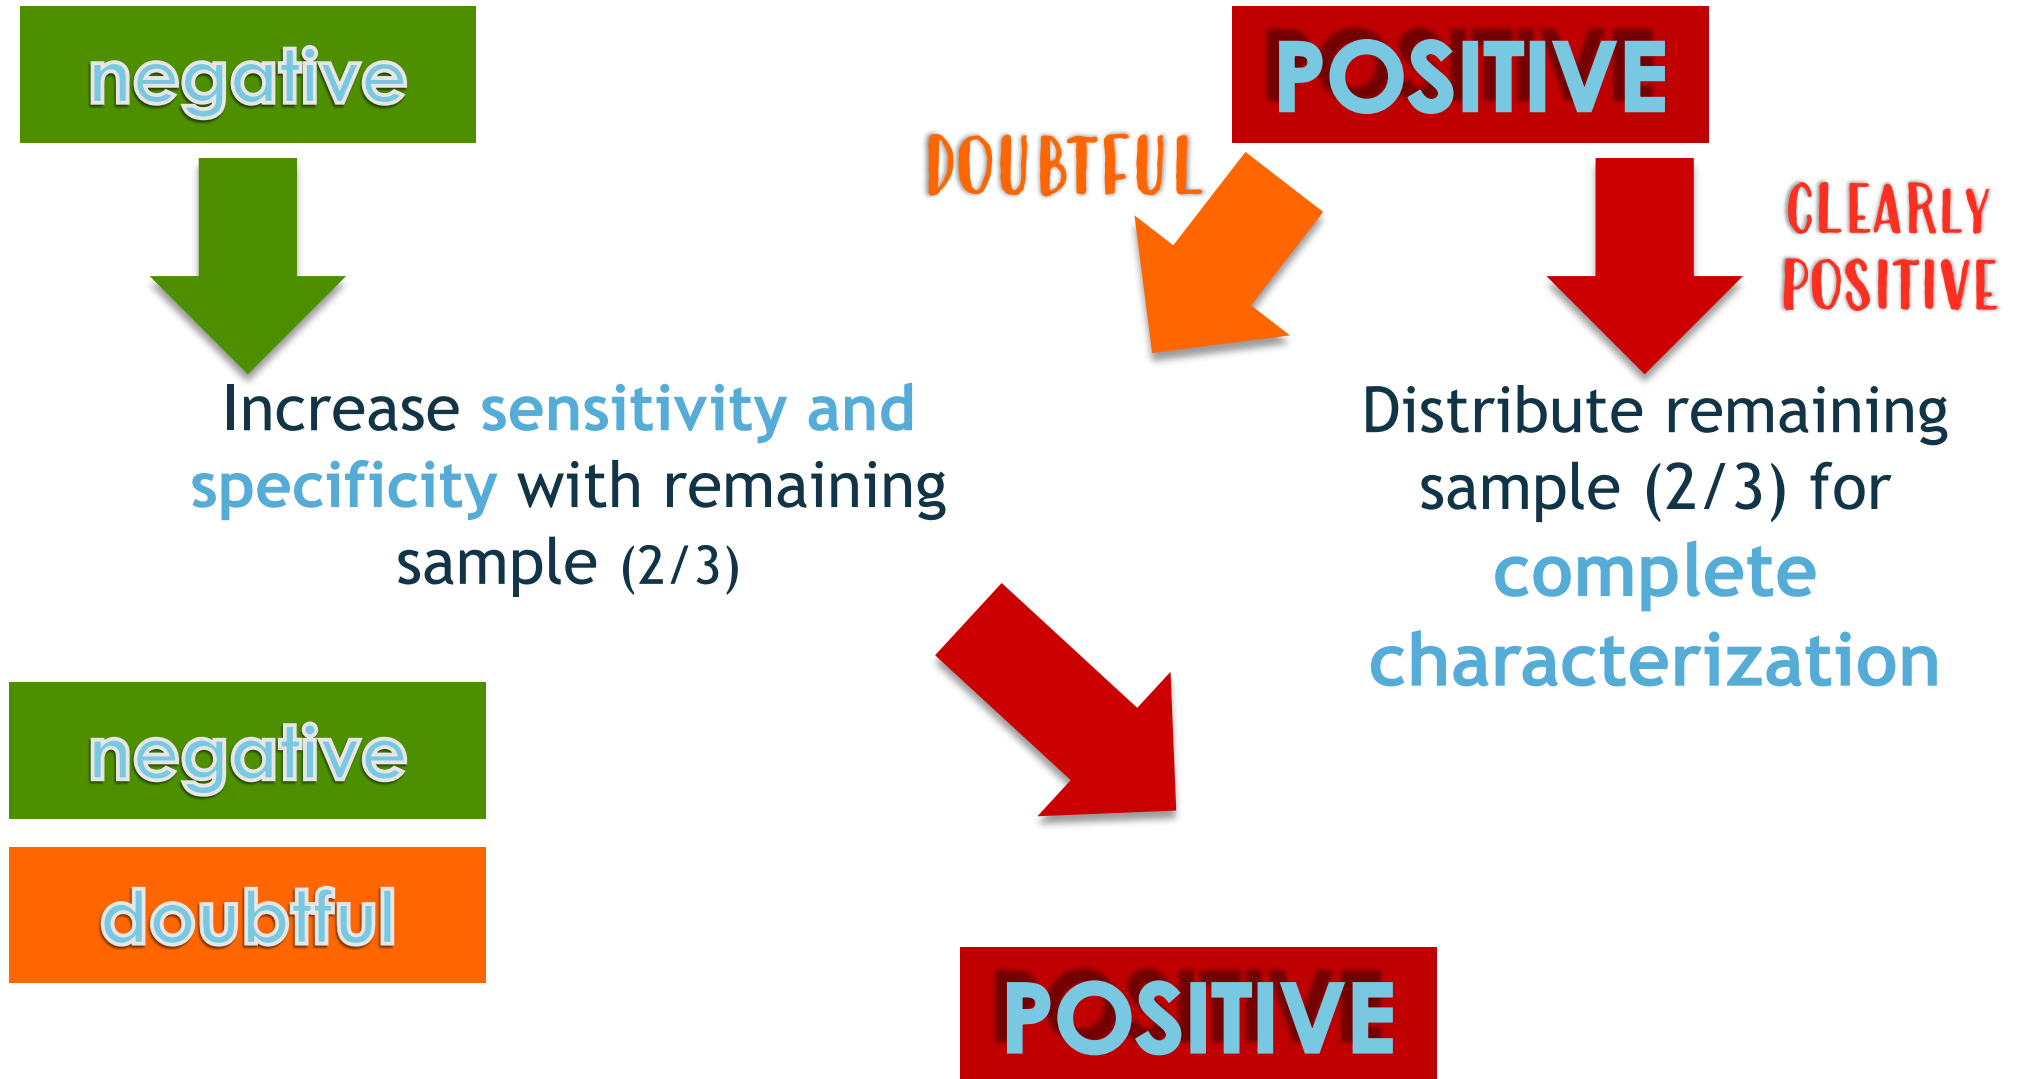 negative
POSITIVE
DOUBTFUL
CLEARLY
POSITIVE
Increase sensitivity and
specificity with remaining
sample (2/3)
Distribute remaining
sample (2/3) for
complete
characterization
negative
doubtful
POSITIVE